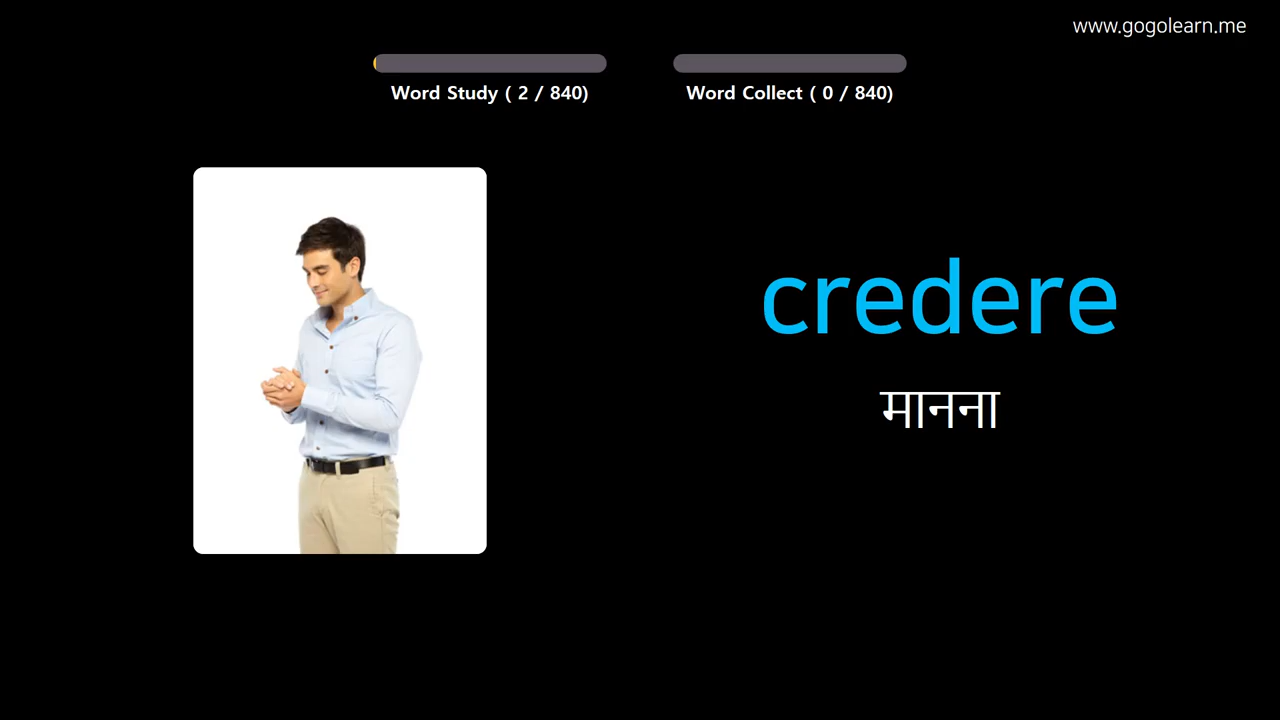 www.gogolearn.me
Word Study ( 2 / 840)
Word Collect ( 0 / 840)
credere
मानना